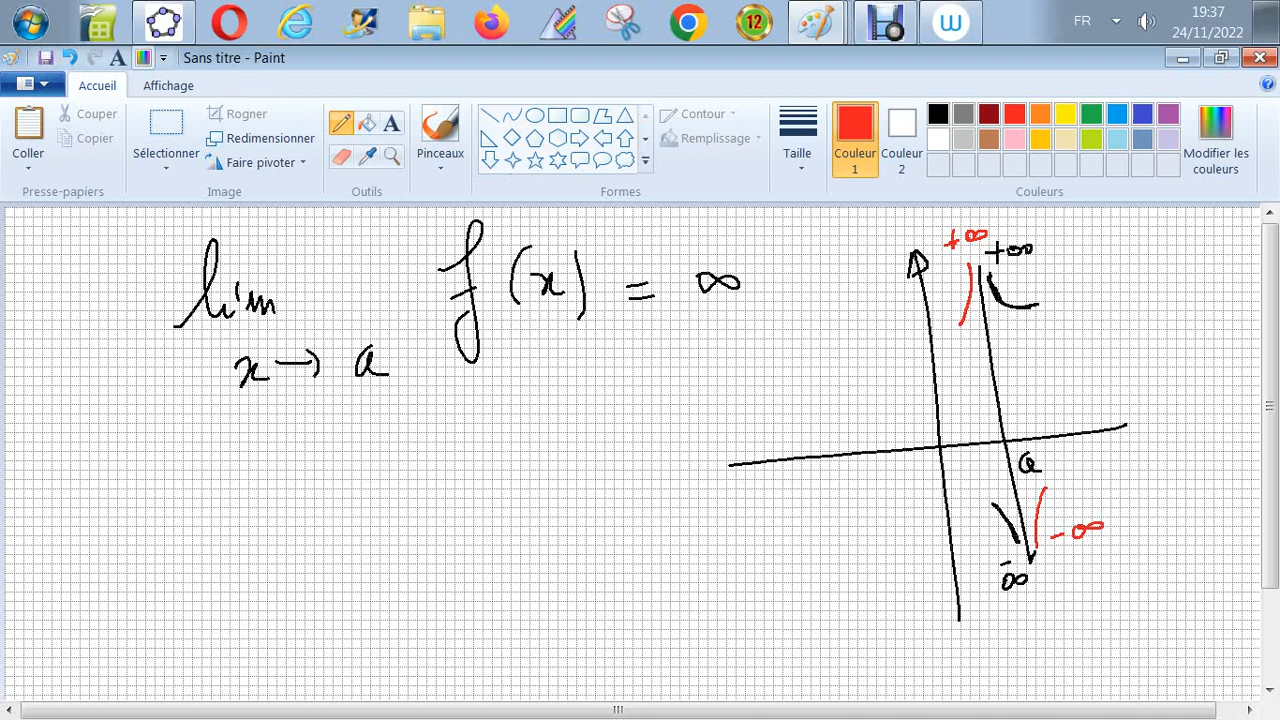 12
W
FR
19:37
24/11/2022
Sans titre - Paint
Accueil Affichage
Coller
Couper
Copier
Presse-papiers
Sélectionner
Rogner
Redimensionner
Faire pivoter
Image
A
Outils
Pinceaux
Contour
Remplissage
Formes
Taille
Couleur 1
Couleur 2
Modifier les couleurs
Couleurs
lim f(x) = ∞
x → a
+∞ +∞
a
-∞
-∞